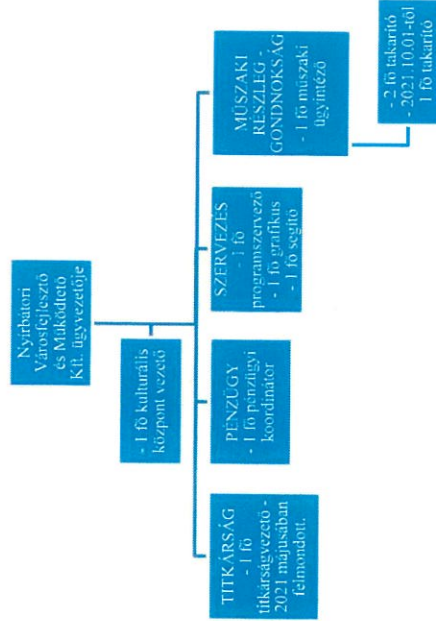 Nyírbátori
Városfejlesztő
és Működtető
Kft. ügyvezetője
- 1 fő kulturális
központ vezető
TITKÁRSÁG
- 1 fő
titkárságvezető -
2021 májusában
felmondott.
PÉNZÜGY
- 1 fő pénzügyi
koordinátor
SZERVEZÉS
- 1 fő
programszervező
- 1 fő grafikus
- 1 fő segítő
MŰSZAKI
RÉSZLEG -
GONDNOKSÁG
- 1 fő műszaki
ügyintéző
- 2 fő takarító
- 2021.10.01-től
1 fő takarító